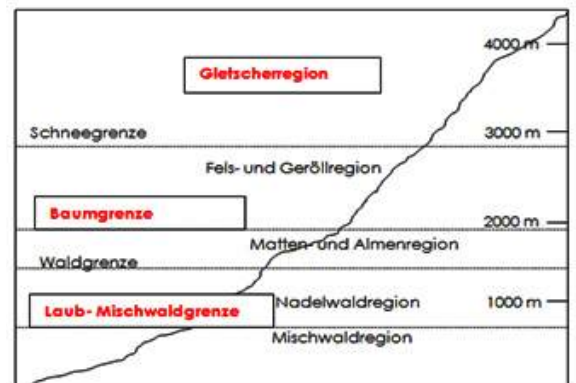 4000 m
Gletscherregion
Schneegrenze
3000 m
Fels- und Geröllregion
Baumgrenze
2000 m
Matten- und Almenregion
Waldgrenze
Nadelwaldregion
1000 m
Laub- Mischwaldgrenze
Mischwaldregion